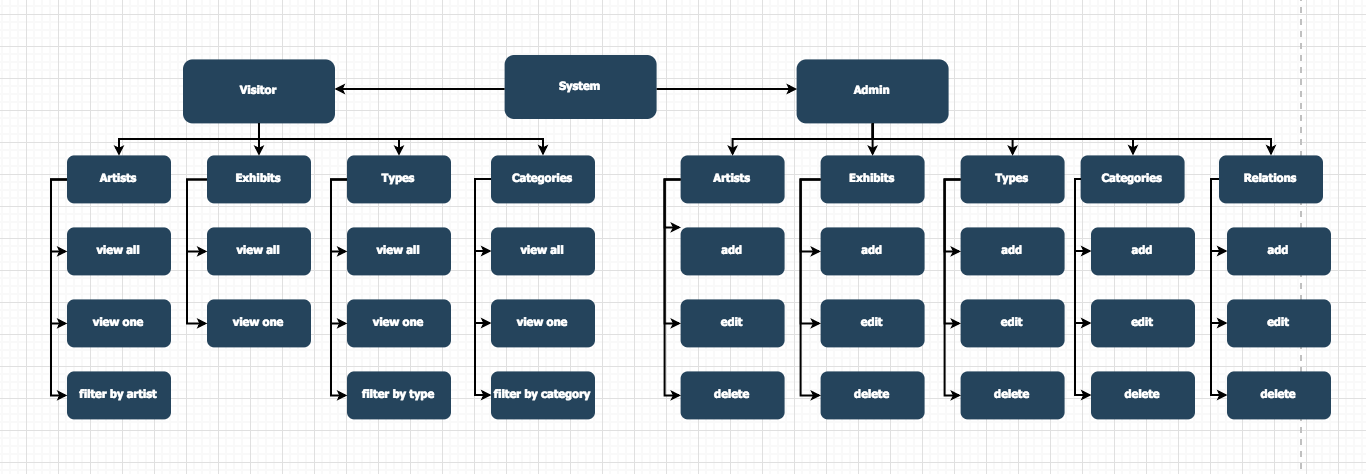 System
Visitor
Admin
Artists
Exhibits
Types
Categories
Artists
Exhibits
Types
Categories
Relations
view all
view all
view all
view all
add
add
add
add
add
view one
view one
view one
view one
edit
edit
edit
edit
edit
filter by artist
filter by type
filter by category
delete
delete
delete
delete
delete